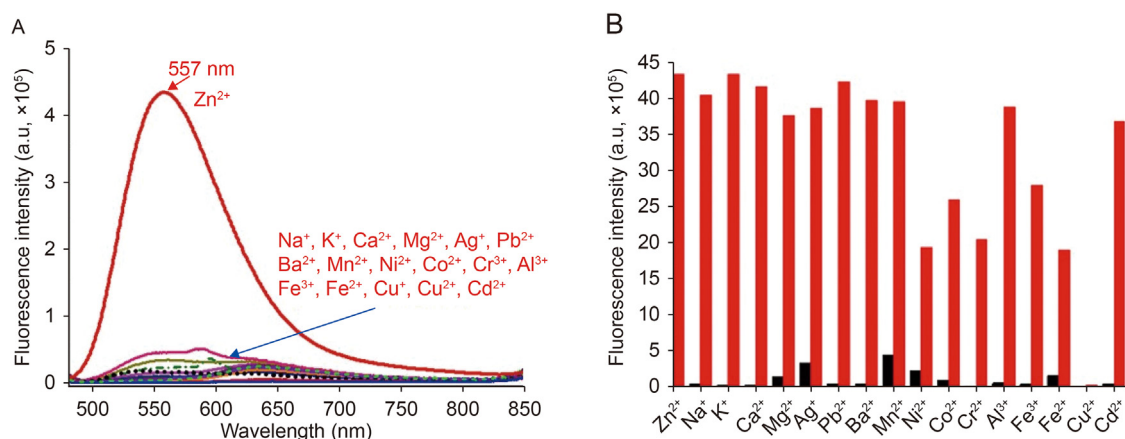 A
Fluorescence intensity (a.u, ×10⁵)
5
4
3
2
1
0
557 nm
Zn²⁺
Na⁺, K⁺, Ca²⁺, Mg²⁺, Ag⁺, Pb²⁺
Ba²⁺, Mn²⁺, Ni²⁺, Co²⁺, Cr³⁺, Al³⁺
Fe³⁺, Fe²⁺, Cu⁺, Cu²⁺, Cd²⁺
500 550 600 650 700 750 800 850
Wavelength (nm)
B
Fluorescence intensity (a.u, ×10⁵)
50
45
40
35
30
25
20
15
10
5
0
Zn²⁺ Na⁺ K⁺ Ca²⁺ Mg²⁺ Ag⁺ Pb²⁺ Ba²⁺ Mn²⁺ Ni²⁺ Co²⁺ Cr²⁺ Al³⁺ Fe³⁺ Fe²⁺ Cu²⁺ Cd²⁺